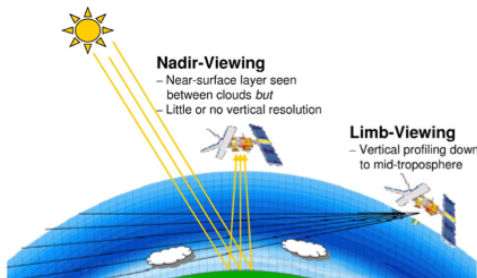 Nadir-Viewing
– Near-surface layer seen
between clouds but
– Little or no vertical resolution
Limb-Viewing
– Vertical profiling down
to mid-troposphere